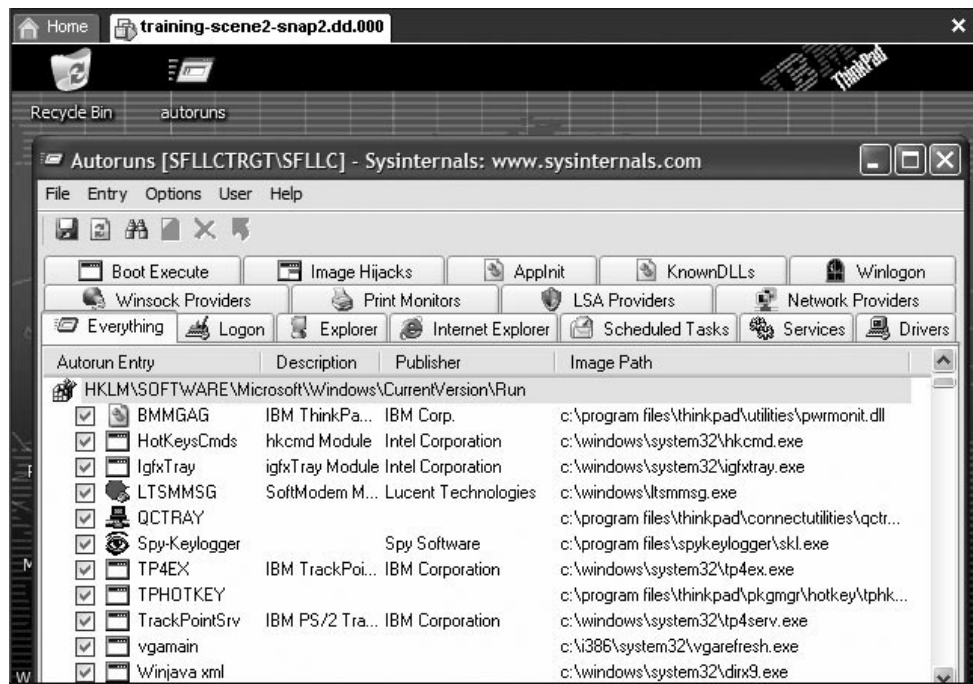 Home training-scene2-snap2.dd.000
IBM ThinkPad
Recycle Bin autoruns
Autoruns [SFLLCTRGT\SFLLC] - Sysinternals: www.sysinternals.com
File Entry Options User Help
Boot Execute Image Hijacks AppInit KnownDLLs Winlogon
Winsock Providers Print Monitors LSA Providers Network Providers
Everything Logon Explorer Internet Explorer Scheduled Tasks Services Drivers
Autorun Entry Description Publisher Image Path
HKLM\SOFTWARE\Microsoft\Windows\CurrentVersion\Run
BMMGAG IBM ThinkPa... IBM Corp. c:\program files\thinkpad\utilities\pwrmonit.dll
HotKeysCmds hkcmd Module Intel Corporation c:\windows\system32\hkcmd.exe
IgfxTray igfxTray Module Intel Corporation c:\windows\system32\igfxtray.exe
LTSMMSG SoftModem M... Lucent Technologies c:\windows\ltsmmsg.exe
QCTRAY c:\program files\thinkpad\connectutilities\qctr...
Spy-Keylogger Spy Software c:\program files\spykeylogger\skl.exe
TP4EX IBM TrackPoi... IBM Corporation c:\windows\system32\tp4ex.exe
TPHOTKEY c:\program files\thinkpad\pkgmgr\hotkey\tphk...
TrackPointSrv IBM PS/2 Tra... IBM Corporation c:\windows\system32\tp4serv.exe
vgamain c:\i386\system32\vgarefresh.exe
Winjava xml c:\windows\system32\dirx9.exe